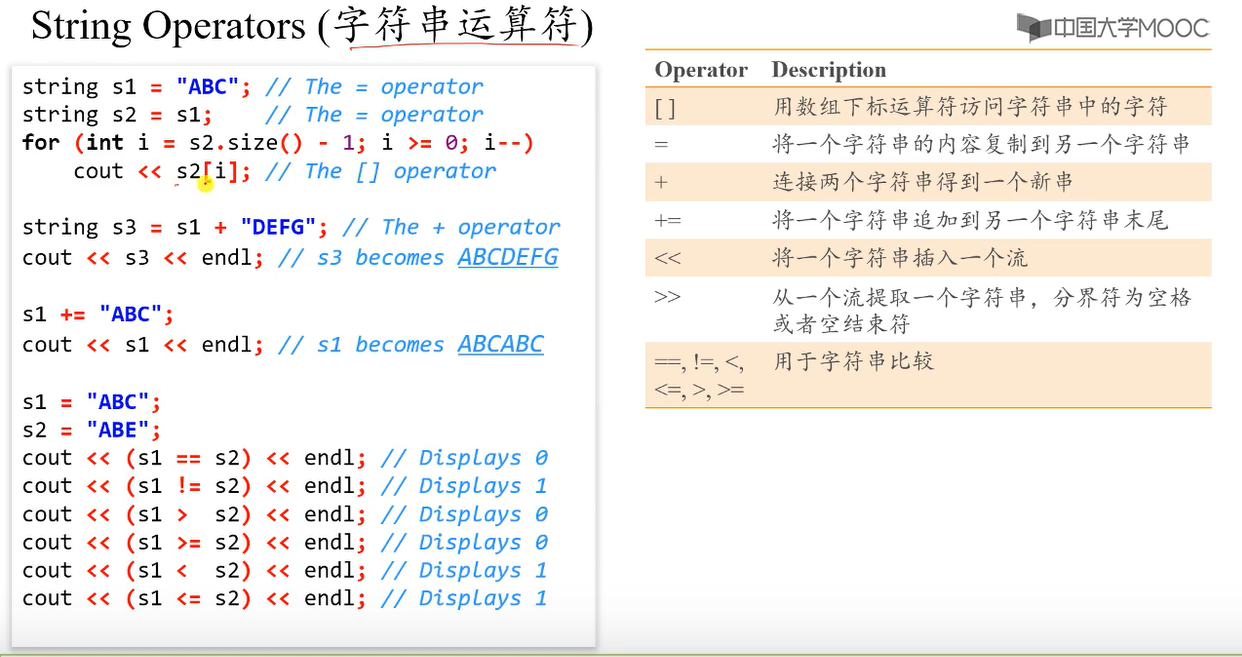 String Operators (字符串运算符)
中国大学MOOC
string s1 = "ABC"; // The = operator
string s2 = s1;    // The = operator
for (int i = s2.size() - 1; i >= 0; i--)
    cout << s2[i]; // The [] operator
string s3 = s1 + "DEFG"; // The + operator
cout << s3 << endl; // s3 becomes ABCDEFG
s1 += "ABC";
cout << s1 << endl; // s1 becomes ABCABC
s1 = "ABC";
s2 = "ABE";
cout << (s1 == s2) << endl; // Displays 0
cout << (s1 != s2) << endl; // Displays 1
cout << (s1 >  s2) << endl; // Displays 0
cout << (s1 >= s2) << endl; // Displays 0
cout << (s1 <  s2) << endl; // Displays 1
cout << (s1 <= s2) << endl; // Displays 1
Operator Description
[ ] 用数组下标运算符访问字符串中的字符
= 将一个字符串的内容复制到另一个字符串
+ 连接两个字符串得到一个新串
+= 将一个字符串追加到另一个字符串末尾
<< 将一个字符串插入一个流
>> 从一个流提取一个字符串，分界符为空格
或者空结束符
==, !=, <, 用于字符串比较
<=, >, >=